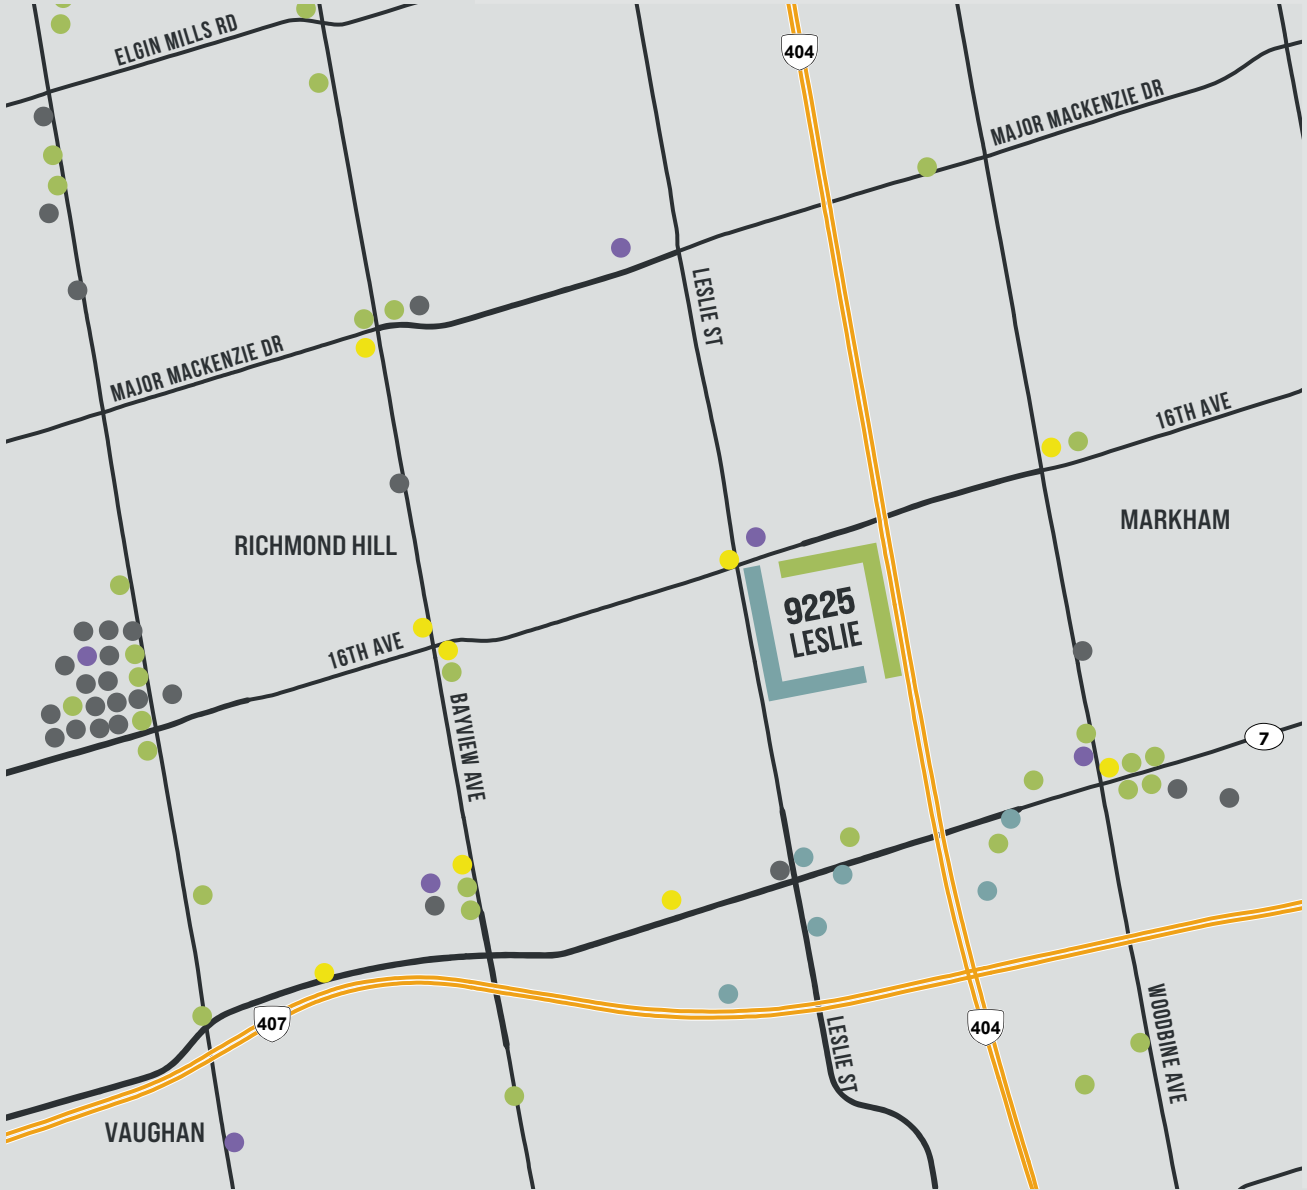 ELGIN MILLS RD
404
MAJOR MACKENZIE DR
LESLIE ST
MAJOR MACKENZIE DR
16TH AVE
RICHMOND HILL
MARKHAM
9225
LESLIE
16TH AVE
BAYVIEW AVE
7
407
404
WOODBINE AVE
LESLIE ST
VAUGHAN